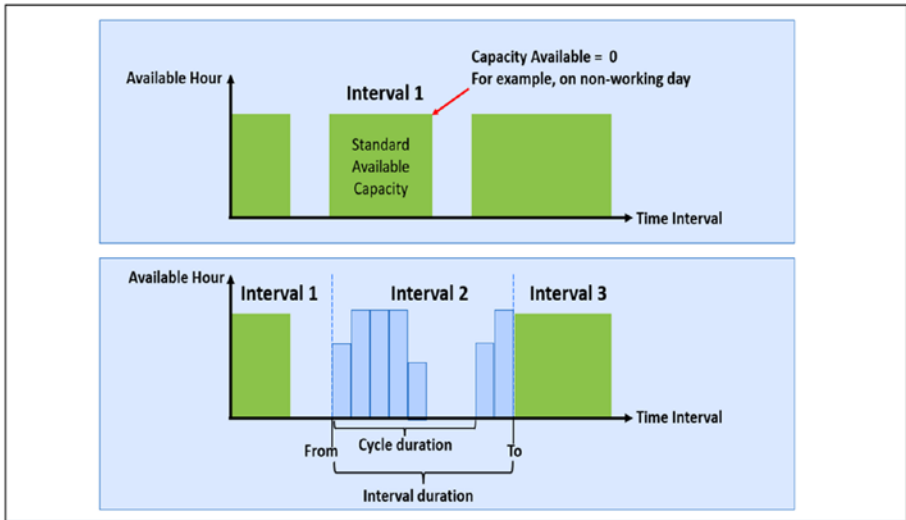 Capacity Available = 0
For example, on non-working day
Available Hour
Interval 1
Standard
Available
Capacity
Time Interval
Available Hour
Interval 1
Interval 2
Interval 3
Time Interval
From
Cycle duration
To
Interval duration